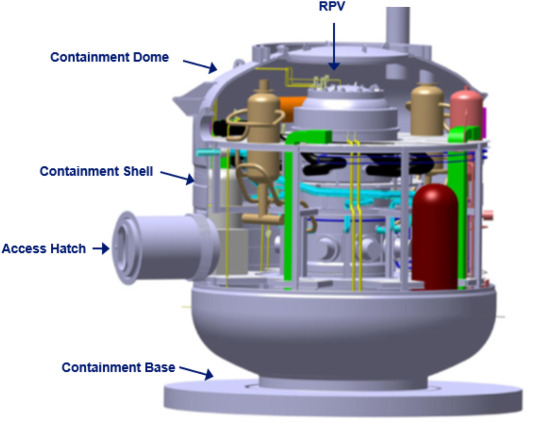 RPV
Containment Dome
Containment Shell
Access Hatch
Containment Base